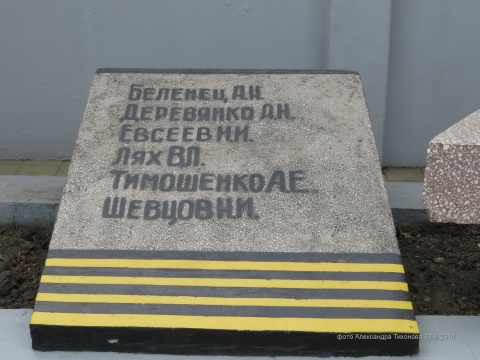 Беленец А.Н.
Деревянко А.Н.
Евсеев И.И.
Лях В.П.
Тимошенко А.Е.
Шевцов Н.И.
фото Александра Тихонова